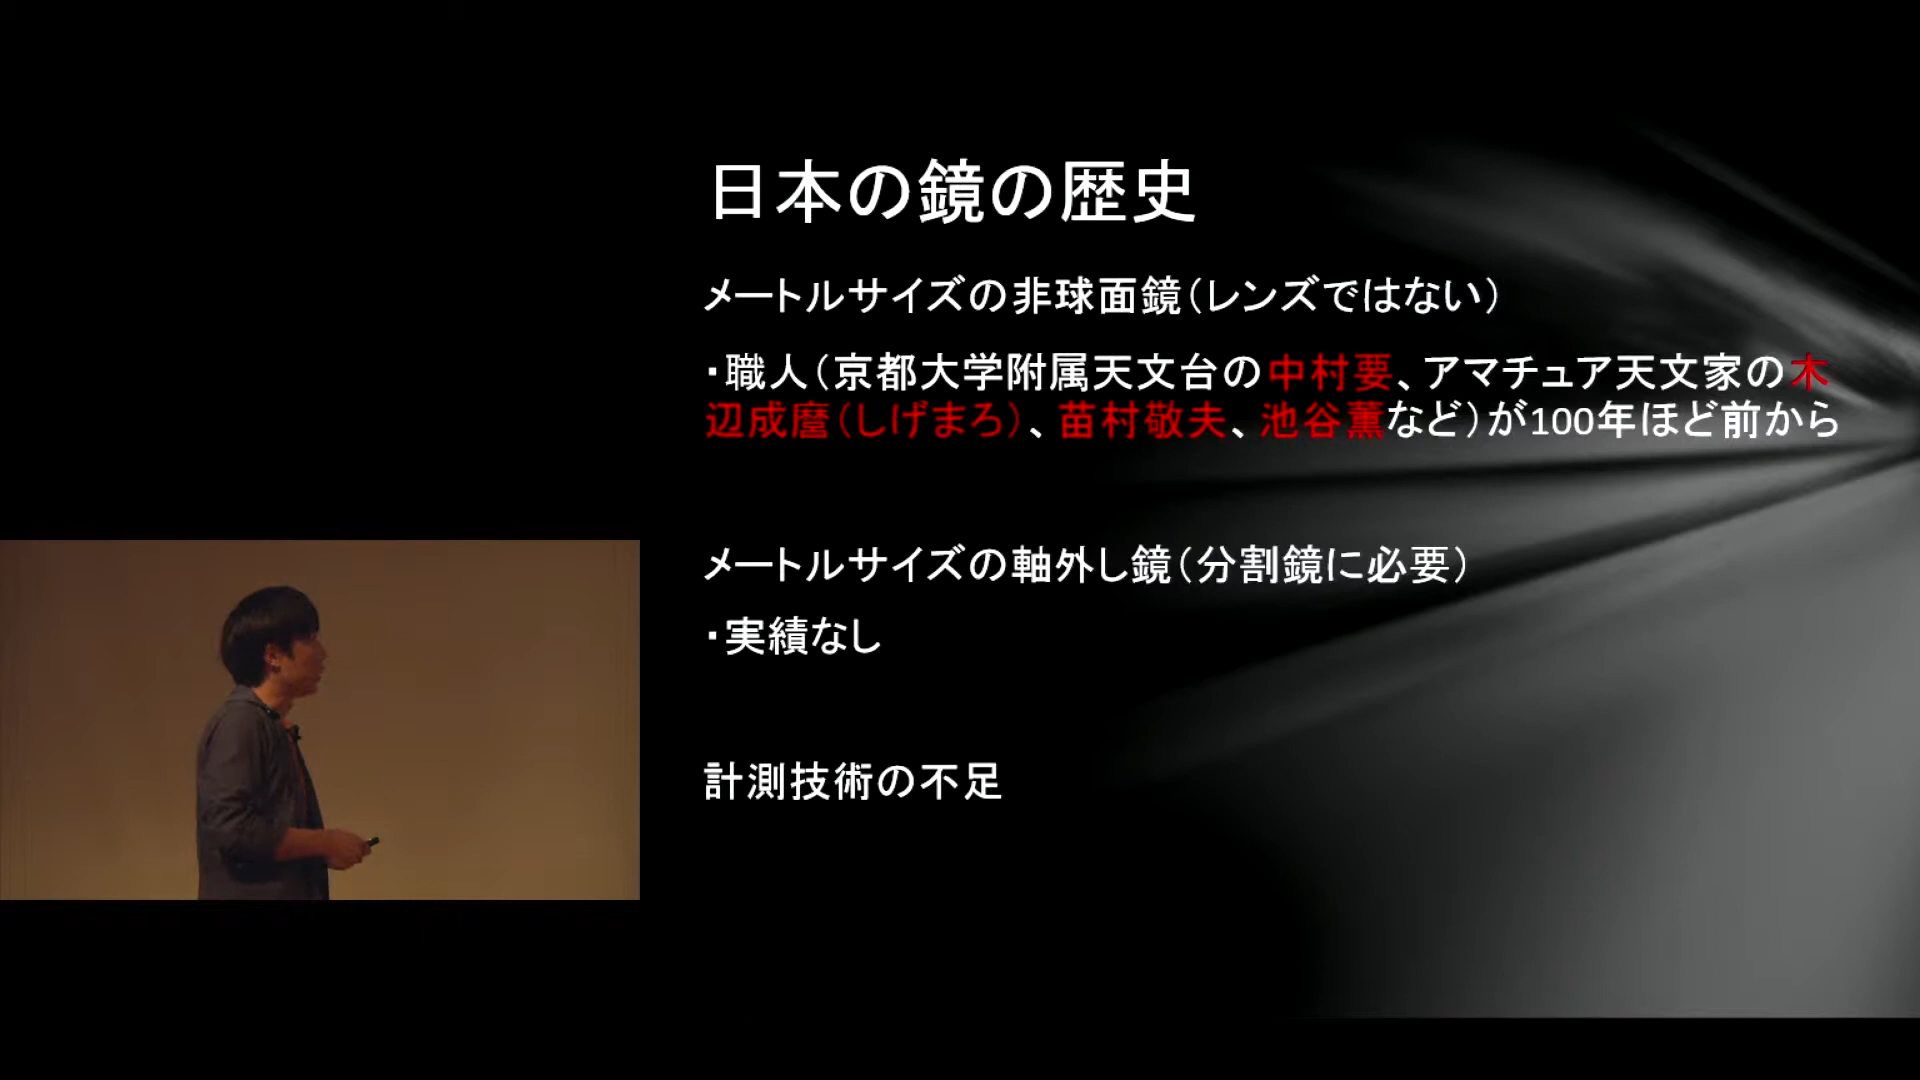 日本の鏡の歴史
メートルサイズの非球面鏡（レンズではない）
・職人（京都大学附属天文台の中村要、アマチュア天文家の木
辺成麿（しげまろ）、苗村敬夫、池谷薫など）が100年ほど前から
メートルサイズの軸外し鏡（分割鏡に必要）
・実績なし
計測技術の不足